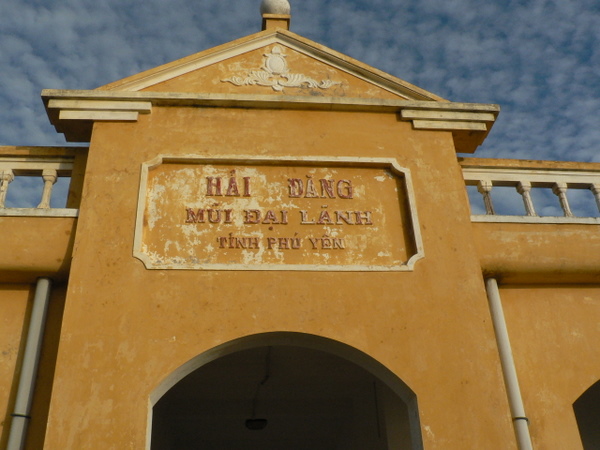 HẢI ĐĂNG
MŨI ĐẠI LÃNH
TỈNH PHÚ YÊN